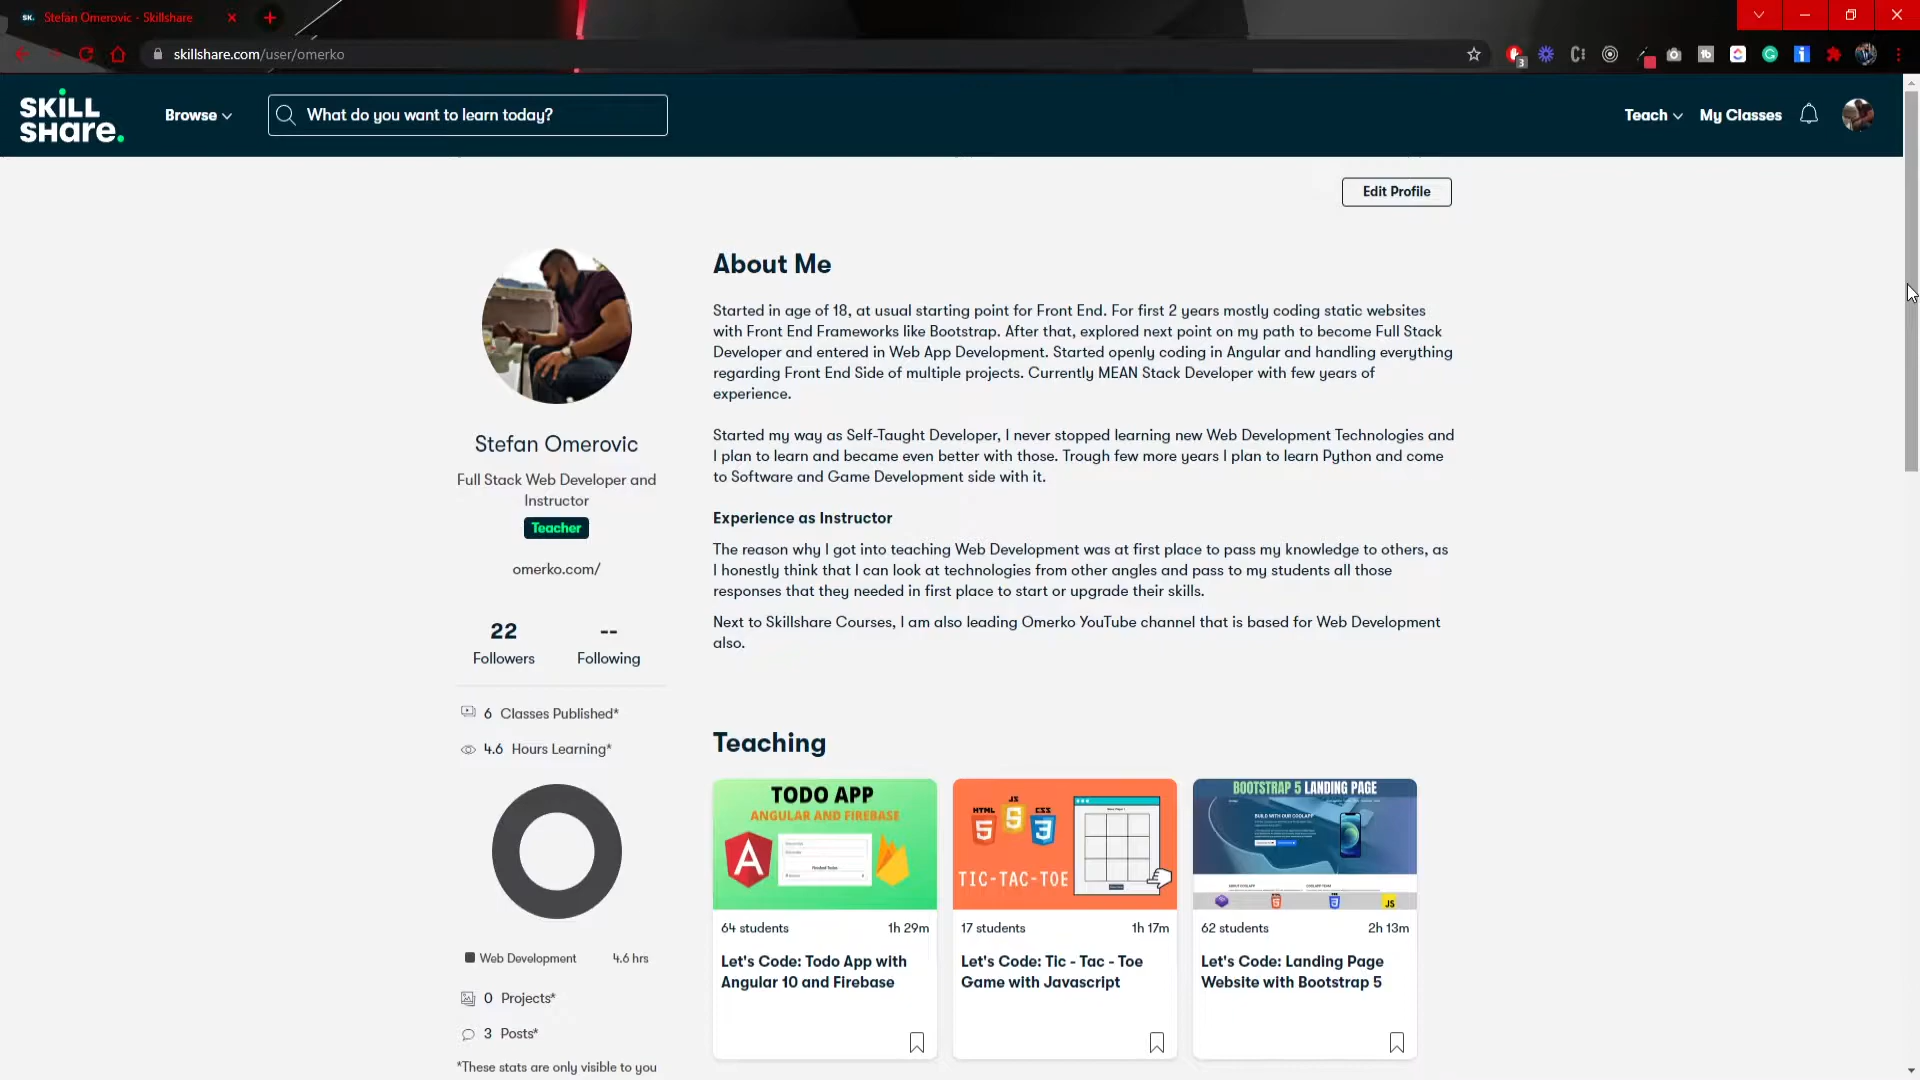 Stefan Omerovic - Skillshare
skillshare.com/user/omerko
3
SKILL
SHare.
Browse
What do you want to learn today?
Teach
My Classes
Edit Profile
Stefan Omerovic
Full Stack Web Developer and
Instructor
Teacher
omerko.com/
22
--
Followers
Following
6 Classes Published*
4.6 Hours Learning*
Web Development 4.6 hrs
0 Projects*
3 Posts*
*These stats are only visible to you
About Me
Started in age of 18, at usual starting point for Front End. For first 2 years mostly coding static websites
with Front End Frameworks like Bootstrap. After that, explored next point on my path to become Full Stack
Developer and entered in Web App Development. Started openly coding in Angular and handling everything
regarding Front End Side of multiple projects. Currently MEAN Stack Developer with few years of
experience.
Started my way as Self-Taught Developer, I never stopped learning new Web Development Technologies and
I plan to learn and became even better with those. Trough few more years I plan to learn Python and come
to Software and Game Development side with it.
Experience as Instructor
The reason why I got into teaching Web Development was at first place to pass my knowledge to others, as
I honestly think that I can look at technologies from other angles and pass to my students all those
responses that they needed in first place to start or upgrade their skills.
Next to Skillshare Courses, I am also leading Omerko YouTube channel that is based for Web Development
also.
Teaching
TODO APP
ANGULAR AND FIREBASE
64 students 1h 29m
Let's Code: Todo App with
Angular 10 and Firebase
HTML JS CSS
TIC-TAC-TOE
17 students 1h 17m
Let's Code: Tic - Tac - Toe
Game with Javascript
BOOTSTRAP 5 LANDING PAGE
BUILD WITH OUR COOLAPP
JS
62 students 2h 13m
Let's Code: Landing Page
Website with Bootstrap 5